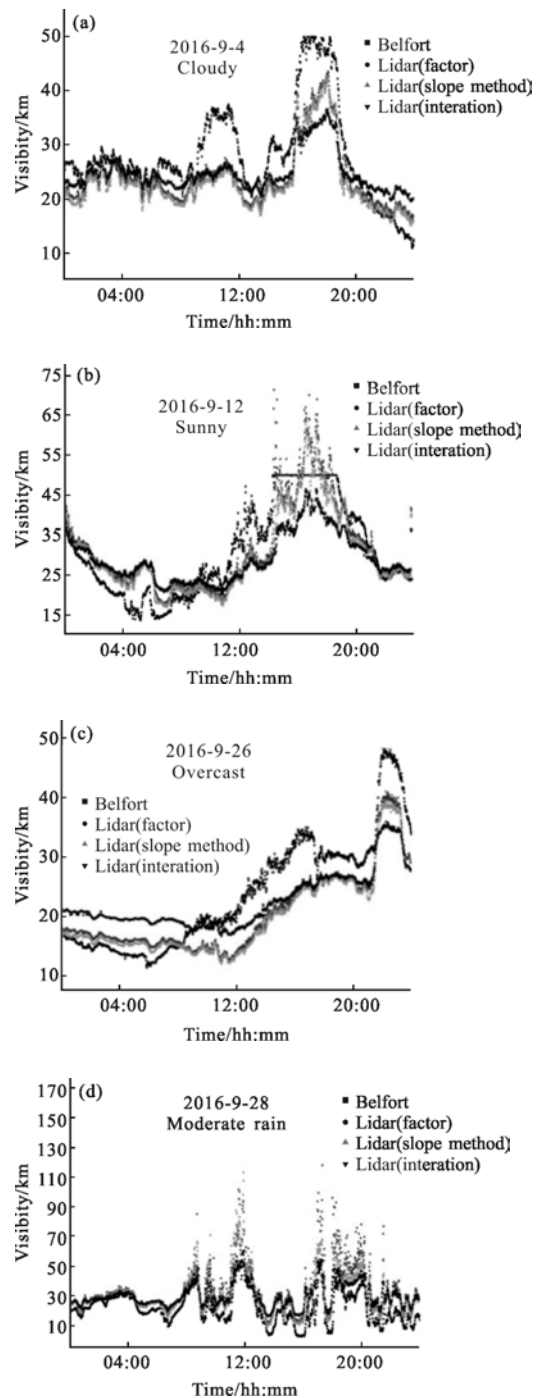 (a)
50
2016-9-4
Cloudy
Belfort
Lidar(factor)
Lidar(slope method)
Lidar(interation)
40
30
20
10
Visibity/km
04:00 12:00 20:00
Time/hh:mm
(b)
75
2016-9-12
Sunny
Belfort
Lidar(factor)
Lidar(slope method)
Lidar(interation)
65
55
45
35
25
15
Visibity/km
04:00 12:00 20:00
Time/hh:mm
(c)
50
2016-9-26
Overcast
Belfort
Lidar(factor)
Lidar(slope method)
Lidar(interation)
40
30
20
10
Visibity/km
04:00 12:00 20:00
Time/hh:mm
(d)
170
2016-9-28
Moderate rain
Belfort
Lidar(factor)
Lidar(slope method)
Lidar(interation)
150
130
110
90
70
50
30
10
Visibity/km
04:00 12:00 20:00
Time/hh:mm